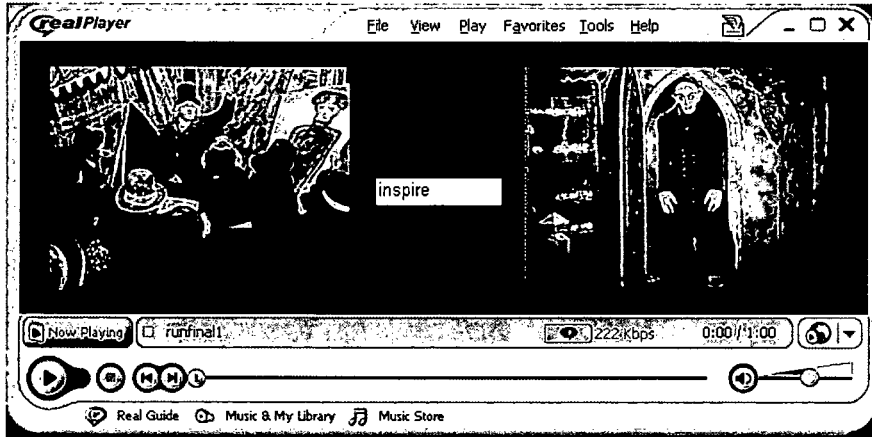 realPlayer File View Play Favorites Tools Help
inspire
Now Playing runfinal1 222 Kbps 0:00 / 1:00
Real Guide Music & My Library Music Store